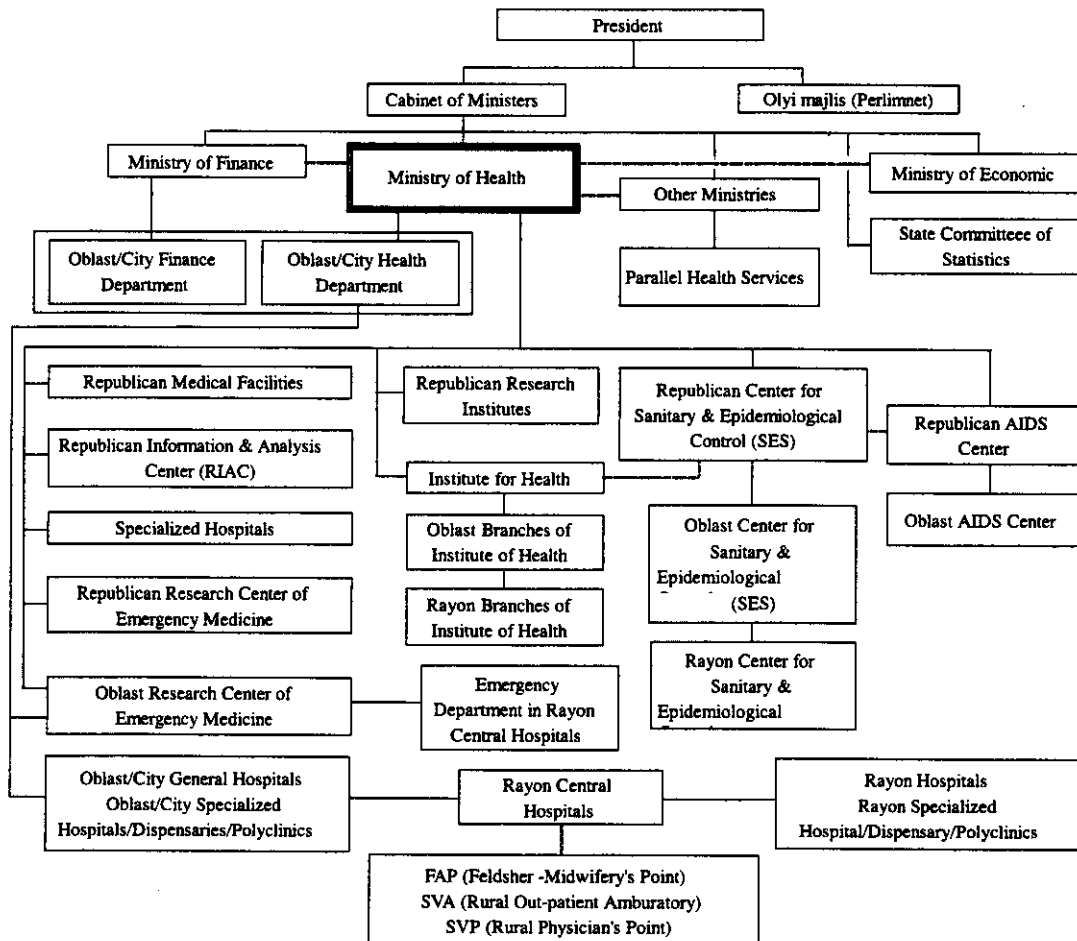 President
Cabinet of Ministers
Olyi majlis (Perlimnet)
Ministry of Finance
Ministry of Health
Ministry of Economic
Other Ministries
Oblast/City Finance
Department
Oblast/City Health
Department
Parallel Health Services
State Committeee of
Statistics
Republican Medical Facilities
Republican Information & Analysis
Center (RIAC)
Specialized Hospitals
Republican Research Center of
Emergency Medicine
Oblast Research Center of
Emergency Medicine
Republican Research
Institutes
Institute for Health
Oblast Branches of
Institute of Health
Rayon Branches of
Institute of Health
Emergency
Department in Rayon
Central Hospitals
Republican Center for
Sanitary & Epidemiological
Control (SES)
Oblast Center for
Sanitary &
Epidemiological
(SES)
Rayon Center for
Sanitary &
Epidemiological
Republican AIDS
Center
Oblast AIDS Center
Oblast/City General Hospitals
Oblast/City Specialized
Hospitals/Dispensaries/Polyclinics
Rayon Central
Hospitals
Rayon Hospitals
Rayon Specialized
Hospital/Dispensary/Polyclinics
FAP (Feldsher -Midwifery's Point)
SVA (Rural Out-patient Amburatory)
SVP (Rural Physician's Point)